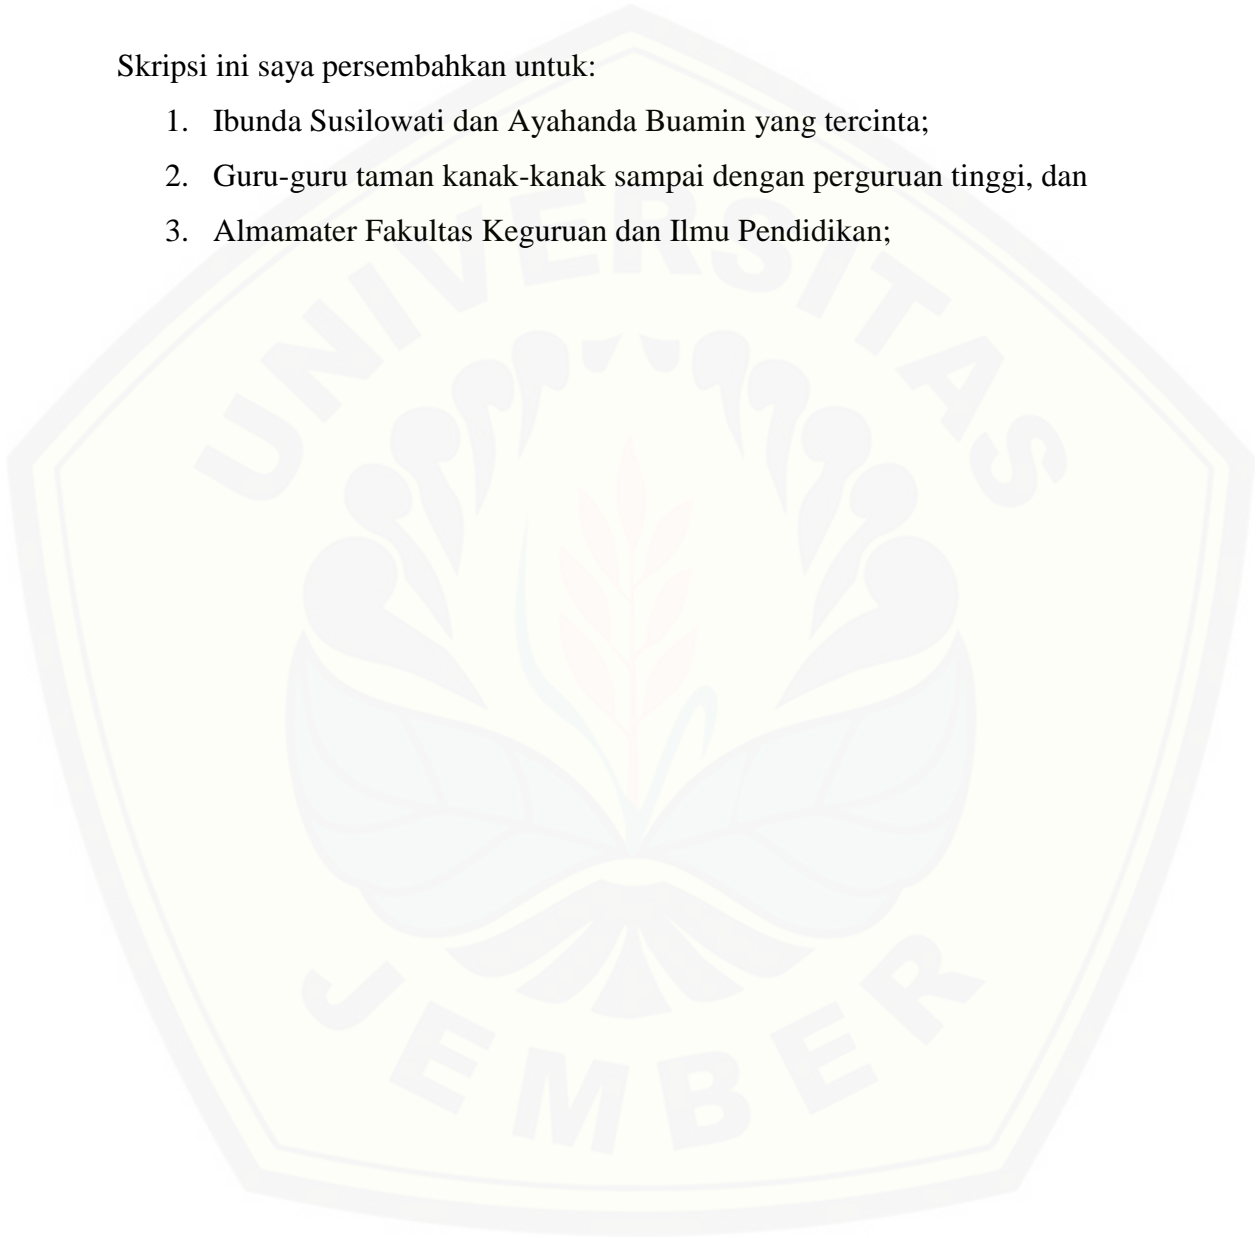 Skripsi ini saya persembahkan untuk:
1. Ibunda Susilowati dan Ayahanda Buamin yang tercinta;
2. Guru-guru taman kanak-kanak sampai dengan perguruan tinggi, dan
3. Almamater Fakultas Keguruan dan Ilmu Pendidikan;
UNIVERSITAS
JEMBER